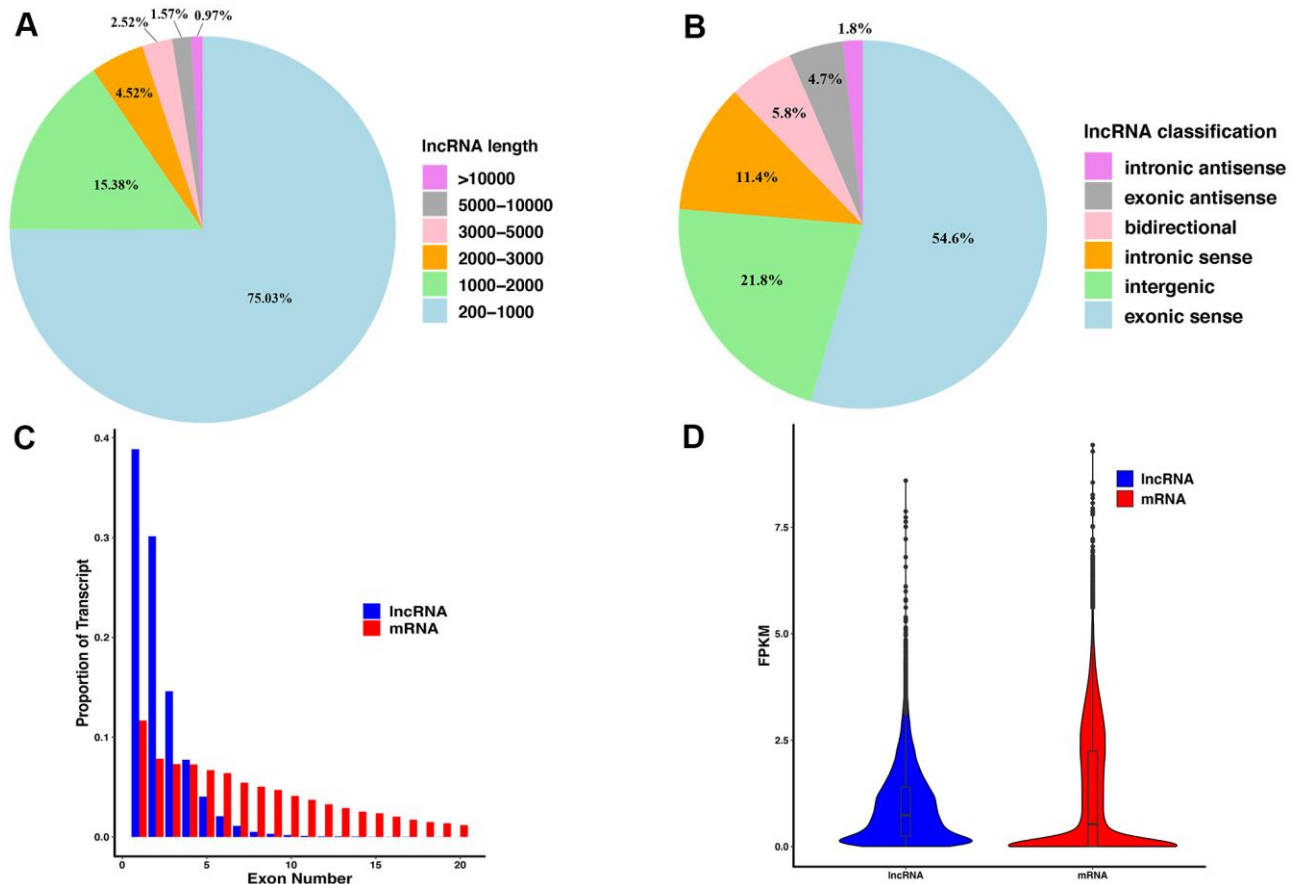 A
2.52%
1.57%
0.97%
4.52%
15.38%
75.03%
lncRNA length
>10000
5000–10000
3000–5000
2000–3000
1000–2000
200–1000
B
1.8%
4.7%
5.8%
11.4%
21.8%
54.6%
lncRNA classification
intronic antisense
exonic antisense
bidirectional
intronic sense
intergenic
exonic sense
C
0.4
0.3
0.2
0.1
0.0
Proportion of Transcript
lncRNA
mRNA
0 5 10 15 20
Exon Number
D
7.5
5.0
2.5
0.0
FPKM
lncRNA
mRNA
lncRNA mRNA